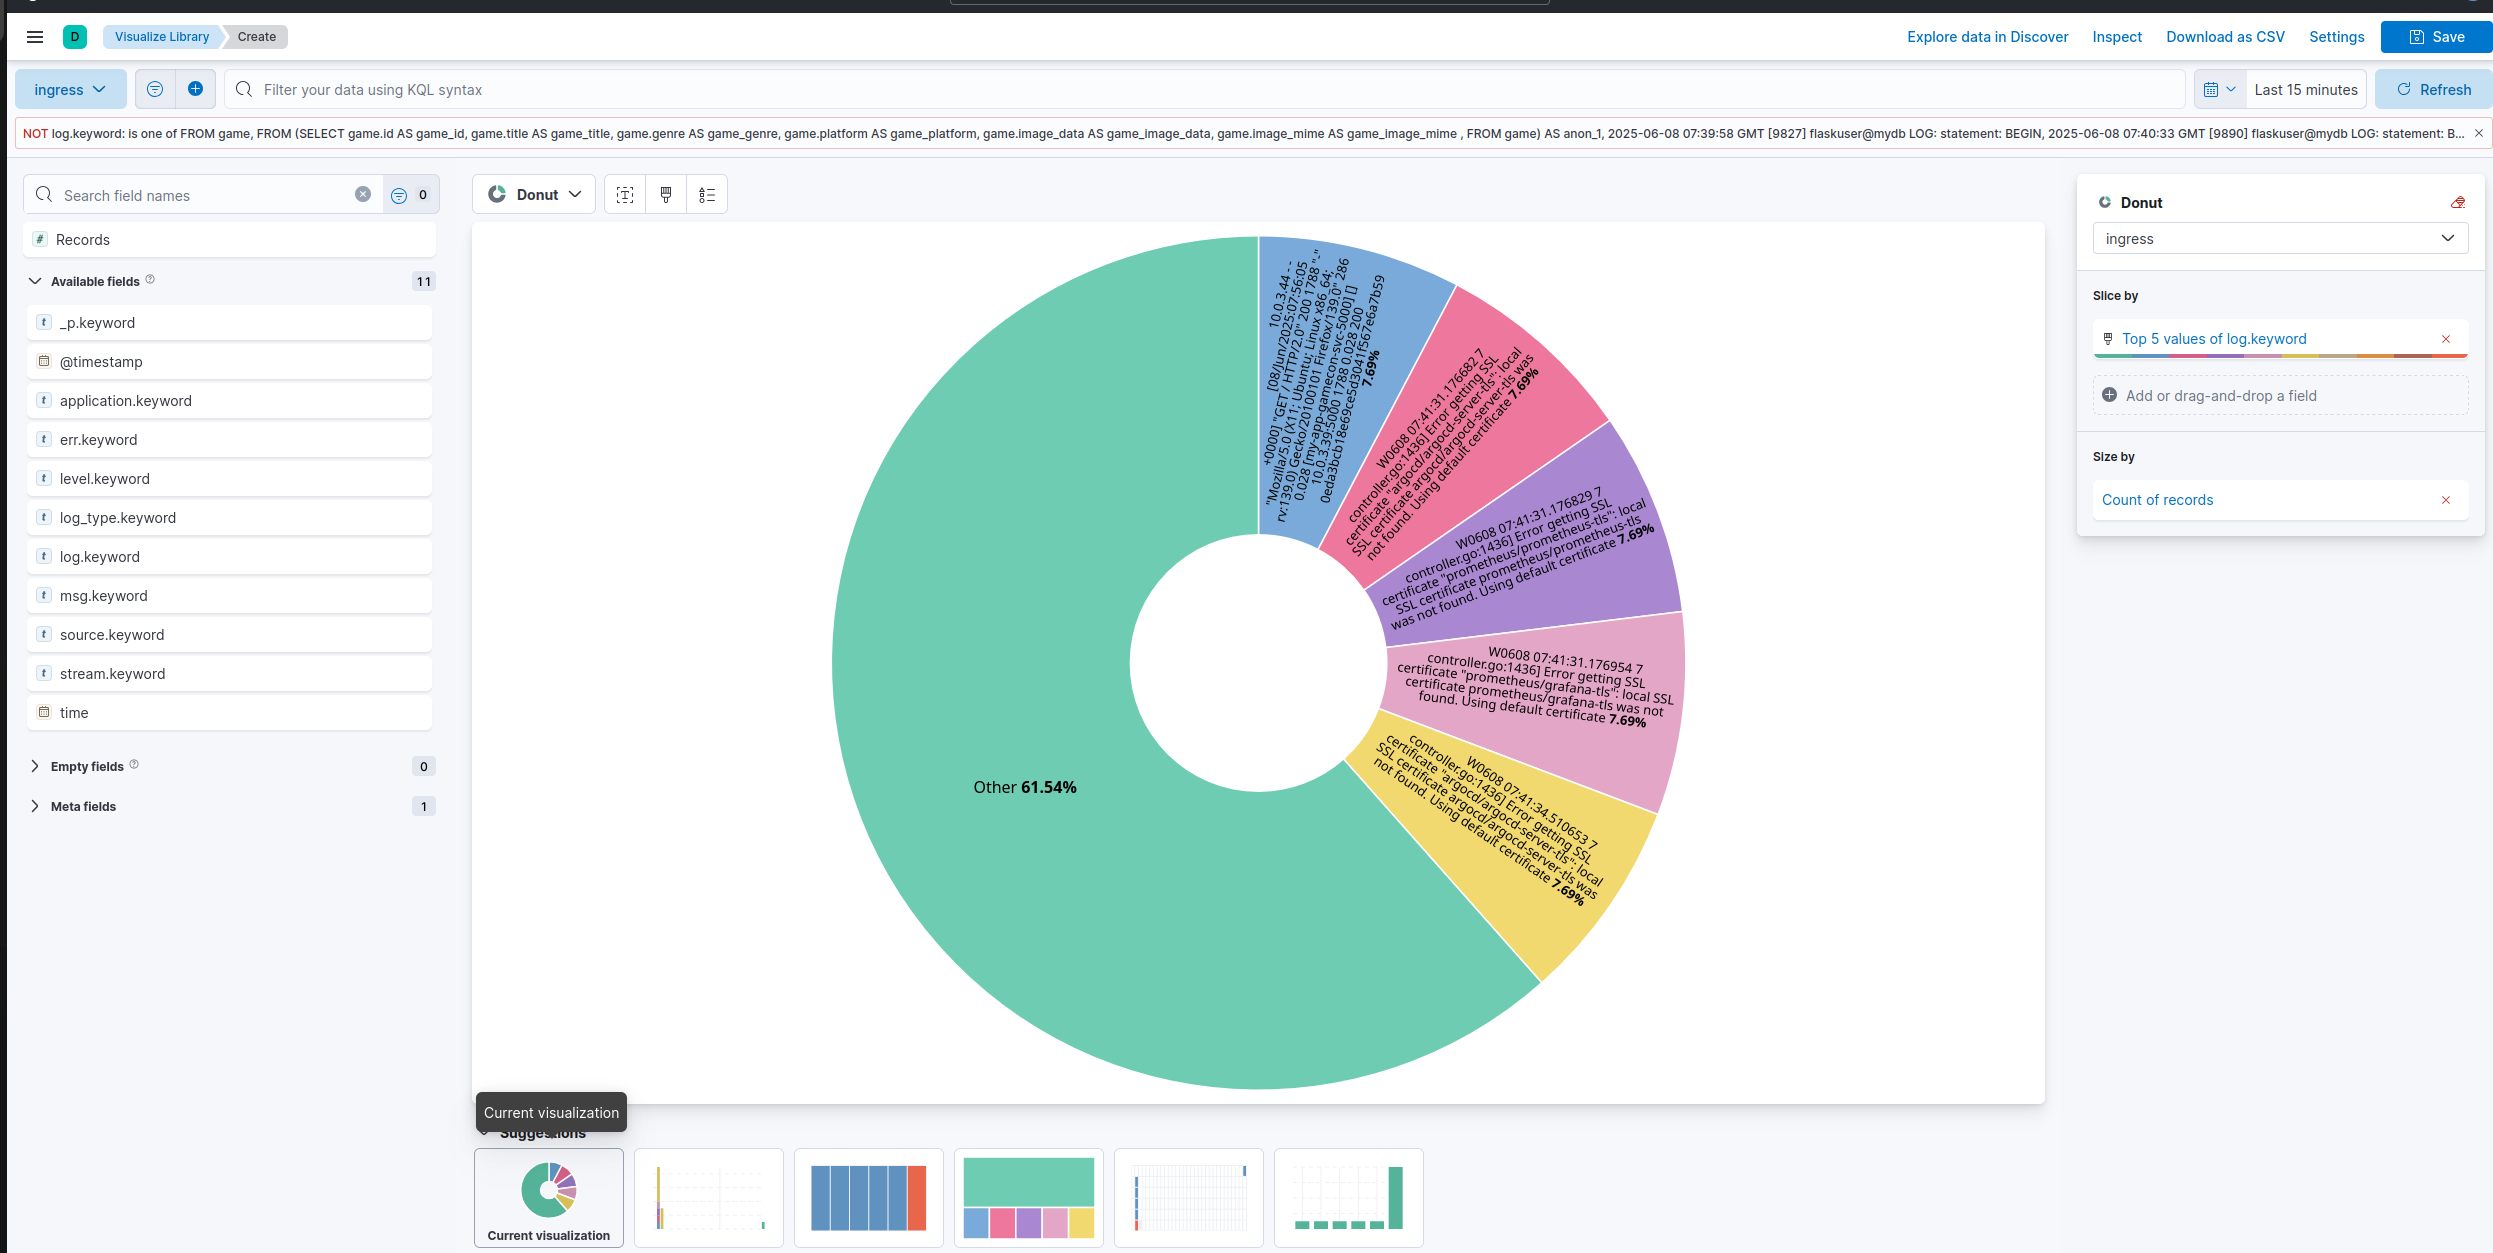 D
Visualize Library
Create
Explore data in Discover
Inspect
Download as CSV
Settings
Save
ingress
Filter your data using KQL syntax
Last 15 minutes
Refresh
NOT log.keyword: is one of FROM game, FROM (SELECT game.id AS game_id, game.title AS game_title, game.genre AS game_genre, game.platform AS game_platform, game.image_data AS game_image_data, game.image_mime AS game_image_mime , FROM game) AS anon_1, 2025-06-08 07:39:58 GMT [9827] flaskuser@mydb LOG: statement: BEGIN, 2025-06-08 07:40:33 GMT [9890] flaskuser@mydb LOG: statement: B...
Search field names
0
# Records
Available fields
11
t _p.keyword
@timestamp
t application.keyword
t err.keyword
t level.keyword
t log_type.keyword
t log.keyword
t msg.keyword
t source.keyword
t stream.keyword
time
Empty fields
0
Meta fields
1
Donut
10.0.3.44 - -
[08/Jun/2025:07:56:05
+0000] "GET / HTTP/2.0" 200 1788 "-"
"Mozilla/5.0 (X11; Ubuntu; Linux x86_64;
rv:139.0) Gecko/20100101 Firefox/139.0" 286
0.028 [my-app-gamecon-svc-5000] []
10.0.3.39:5000 1788 0.028 200
7.69%
W0608 07:41:31.176682 7
controller.go:1436] Error getting SSL
certificate "argocd/argocd-server-tls": local
SSL certificate argocd/argocd-server-tls was
not found. Using default certificate 7.69%
W0608 07:41:31.176829 7
controller.go:1436] Error getting SSL
certificate "prometheus/prometheus-tls": local
SSL certificate prometheus/prometheus-tls
was not found. Using default certificate 7.69%
W0608 07:41:31.176954 7
controller.go:1436] Error getting SSL
certificate "prometheus/grafana-tls": local SSL
certificate prometheus/grafana-tls was not
found. Using default certificate 7.69%
W0608 07:41:34.510653 7
controller.go:1436] Error getting SSL
certificate "argocd/argocd-server-tls": local
SSL certificate argocd/argocd-server-tls was
not found. Using default certificate 7.69%
Other 61.54%
Current visualization
Suggestions
Current visualization
Donut
ingress
Slice by
Top 5 values of log.keyword
Add or drag-and-drop a field
Size by
Count of records